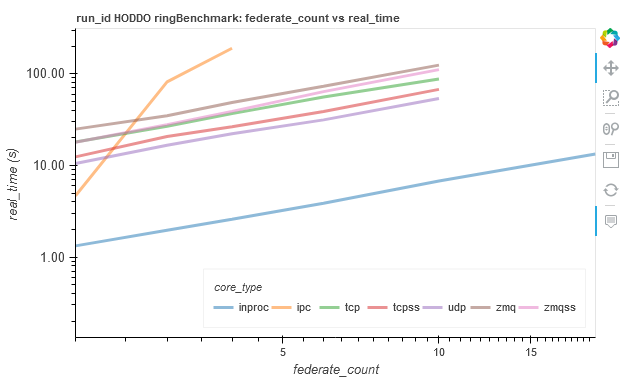 run_id HODDO ringBenchmark: federate_count vs real_time
100.00
10.00
1.00
real_time (s)
core_type
inproc ipc tcp tcpss udp zmq zmqss
5 10 15
federate_count